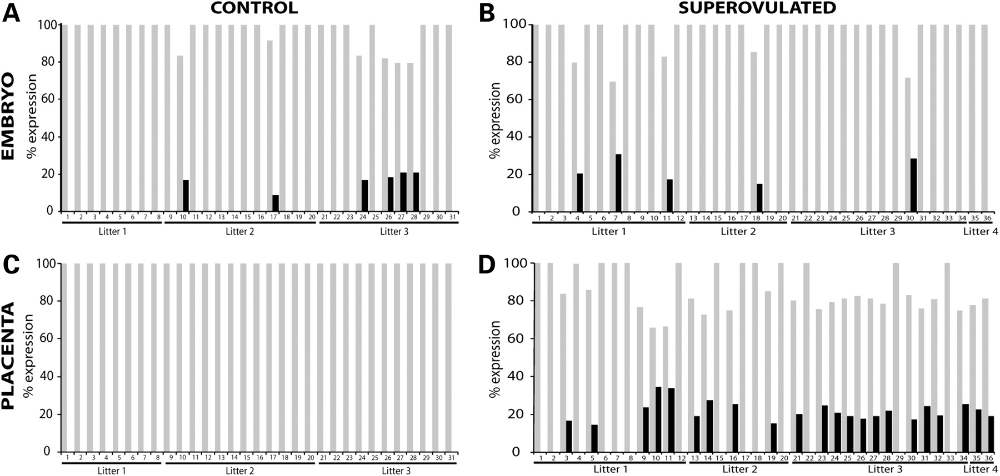 A CONTROL
EMBRYO
% expression
100
80
60
40
20
0
1 2 3 4 5 6 7 8 9 10 11 12 13 14 15 16 17 18 19 20 21 22 23 24 25 26 27 28 29 30 31
Litter 1 Litter 2 Litter 3
B SUPEROVULATED
% expression
100
80
60
40
20
0
1 2 3 4 5 6 7 8 9 10 11 12 13 14 15 16 17 18 19 20 21 22 23 24 25 26 27 28 29 30 31 32 33 34 35 36
Litter 1 Litter 2 Litter 3 Litter 4
C
PLACENTA
% expression
100
80
60
40
20
0
1 2 3 4 5 6 7 8 9 10 11 12 13 14 15 16 17 18 19 20 21 22 23 24 25 26 27 28 29 30 31
Litter 1 Litter 2 Litter 3
D
% expression
100
80
60
40
20
0
1 2 3 4 5 6 7 8 9 10 11 12 13 14 15 16 17 18 19 20 21 22 23 24 25 26 27 28 29 30 31 32 33 34 35 36
Litter 1 Litter 2 Litter 3 Litter 4